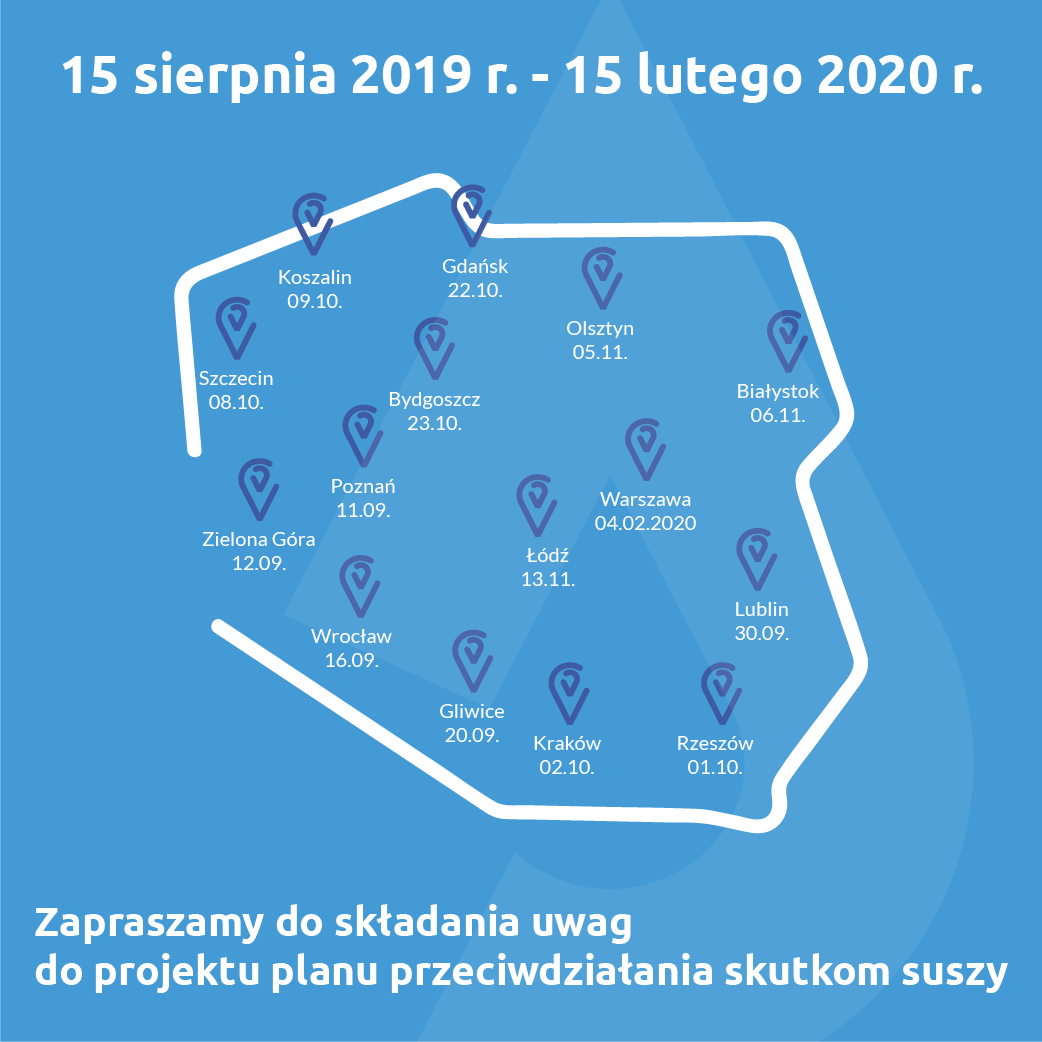 15 sierpnia 2019 r. - 15 lutego 2020 r.
Koszalin
09.10.
Gdańsk
22.10.
Olsztyn
05.11.
Szczecin
08.10.
Bydgoszcz
23.10.
Białystok
06.11.
Poznań
11.09.
Warszawa
04.02.2020
Zielona Góra
12.09.
Łódź
13.11.
Lublin
30.09.
Wrocław
16.09.
Gliwice
20.09.
Kraków
02.10.
Rzeszów
01.10.
Zapraszamy do składania uwag
do projektu planu przeciwdziałania skutkom suszy